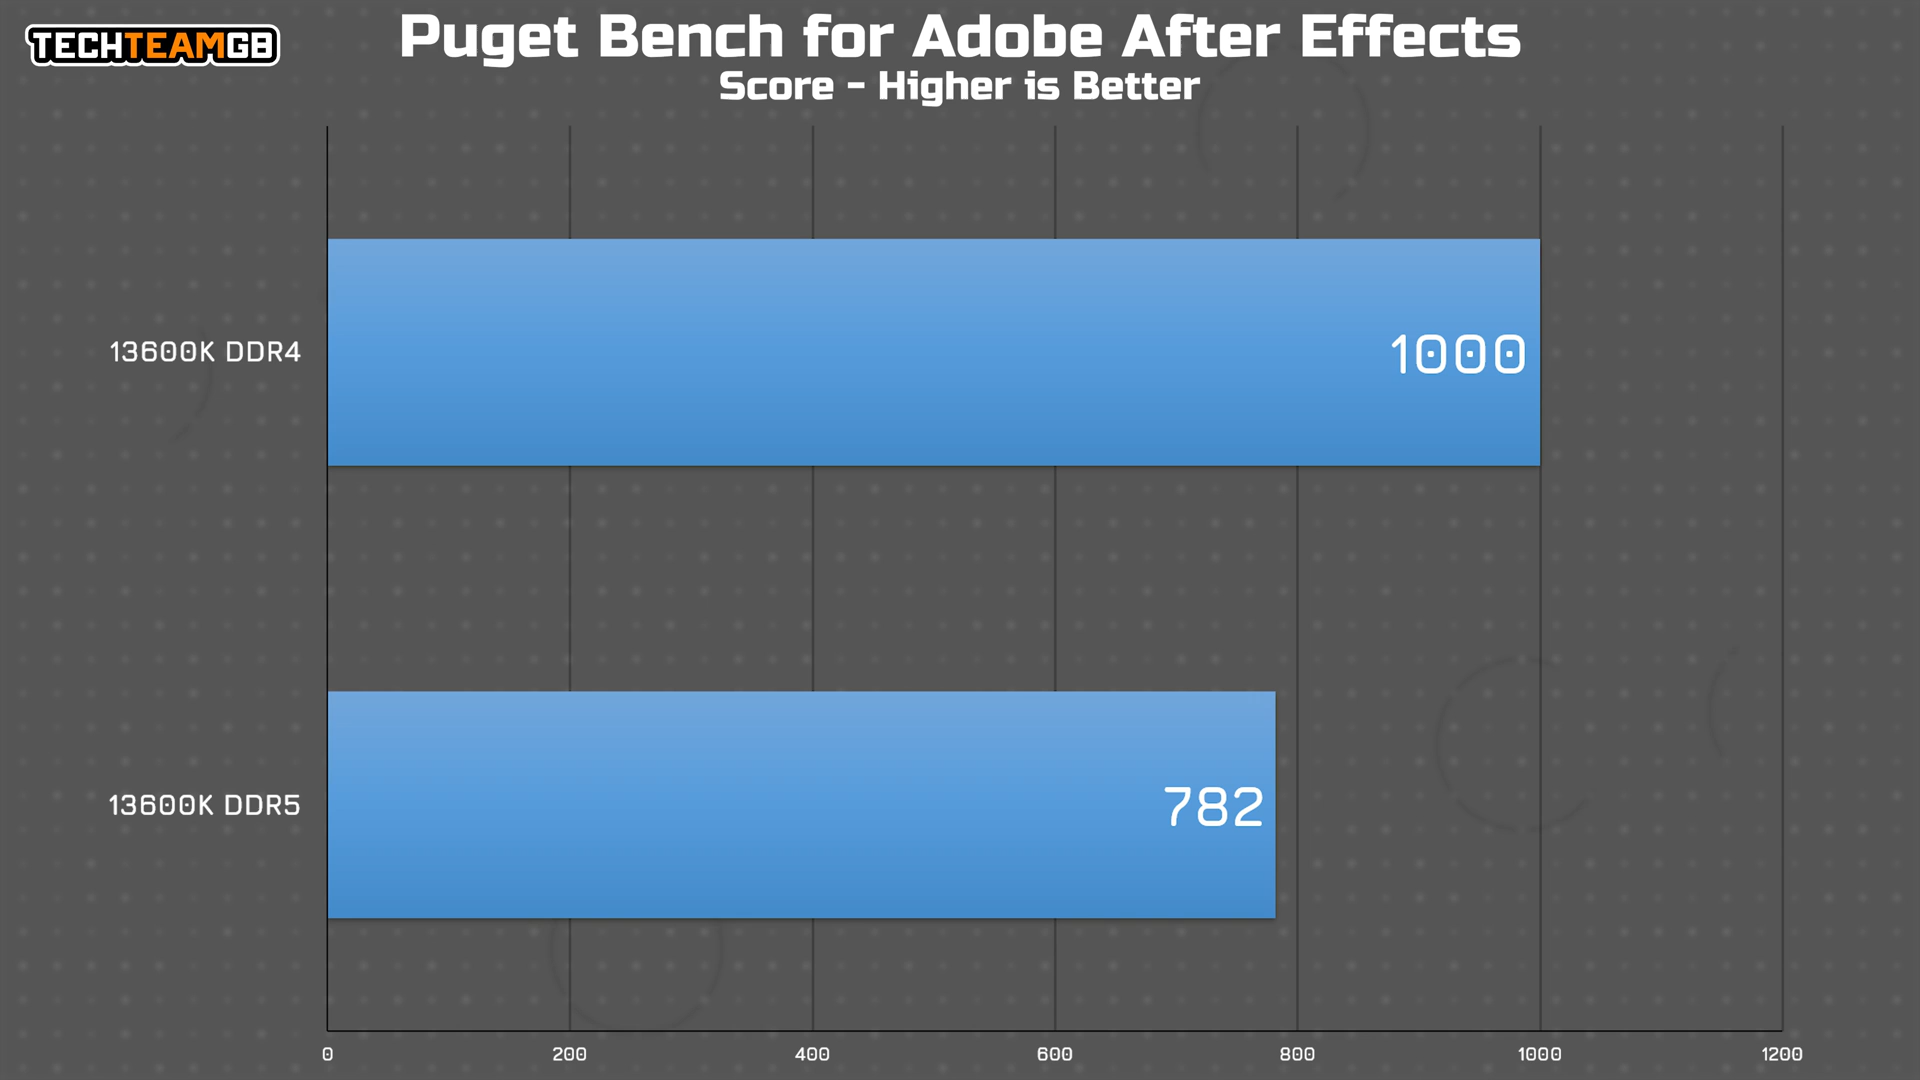 TECHTEAMGB
Puget Bench for Adobe After Effects
Score - Higher is Better
13600K DDR4
1000
13600K DDR5
782
0 200 400 600 800 1000 1200